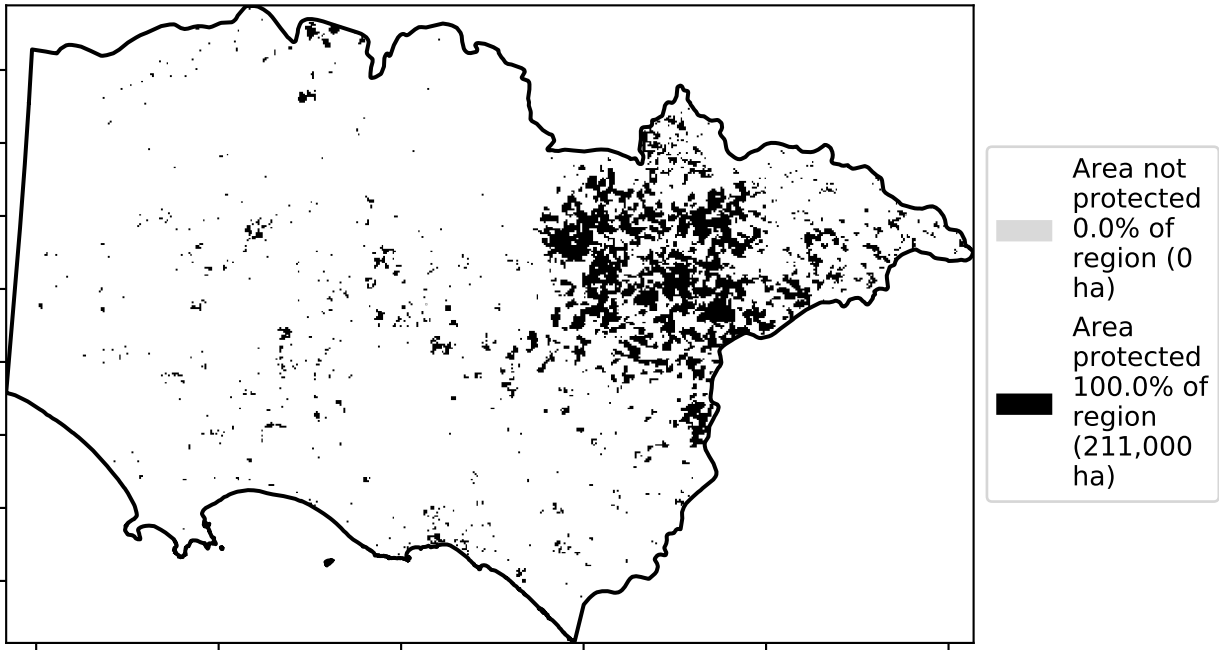 Area not
protected
0.0% of
region (0
ha)
Area
protected
100.0% of
region
(211,000
ha)